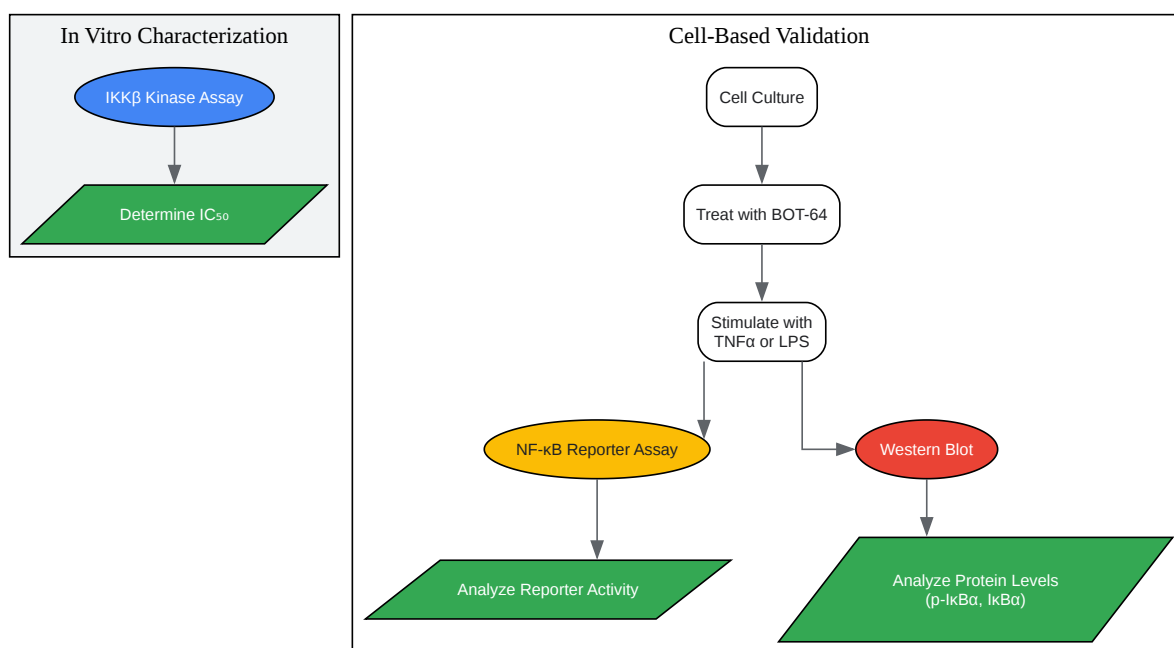 In Vitro Characterization
IKKβ Kinase Assay
Determine IC₅₀
Cell-Based Validation
Cell Culture
Treat with BOT-64
Stimulate with
TNFα or LPS
NF-κB Reporter Assay
Western Blot
Analyze Reporter Activity
Analyze Protein Levels
(p-IκBα, IκBα)